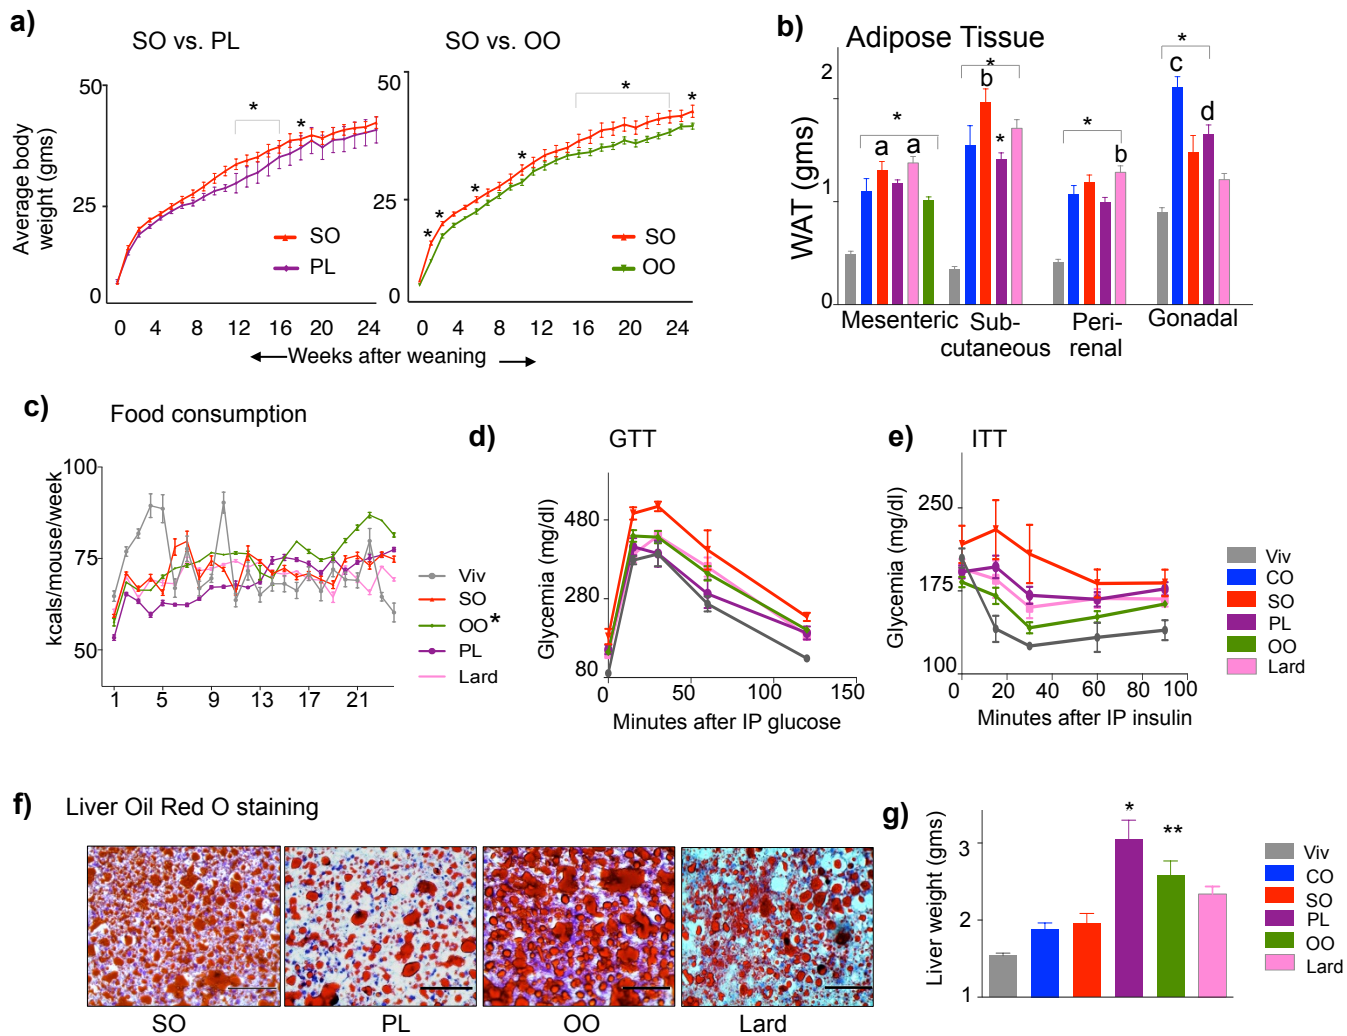 a)
SO vs. PL
SO vs. OO
Average body
weight (gms)
50
25
0
*
*
SO
PL
0 4 8 12 16 20 24
50
25
0
*
*
*
*
*
*
SO
OO
0 4 8 12 16 20 24
Weeks after weaning
b)
Adipose Tissue
WAT (gms)
2
1
0
*
a
a
*
b
*
*
b
*
c
d
Mesenteric
Sub-
cutaneous
Peri-
renal
Gonadal
c)
Food consumption
kcals/mouse/week
100
75
50
1 5 9 13 17 21
Viv
SO
OO*
PL
Lard
d)
GTT
Glycemia (mg/dl)
480
280
80
0 50 100 150
Minutes after IP glucose
e)
ITT
Glycemia (mg/dl)
250
175
100
0 20 40 60 80 100
Minutes after IP insulin
Viv
CO
SO
PL
OO
Lard
f)
Liver Oil Red O staining
SO
PL
OO
Lard
g)
Liver weight (gms)
3
2
1
*
**
Viv
CO
SO
PL
OO
Lard